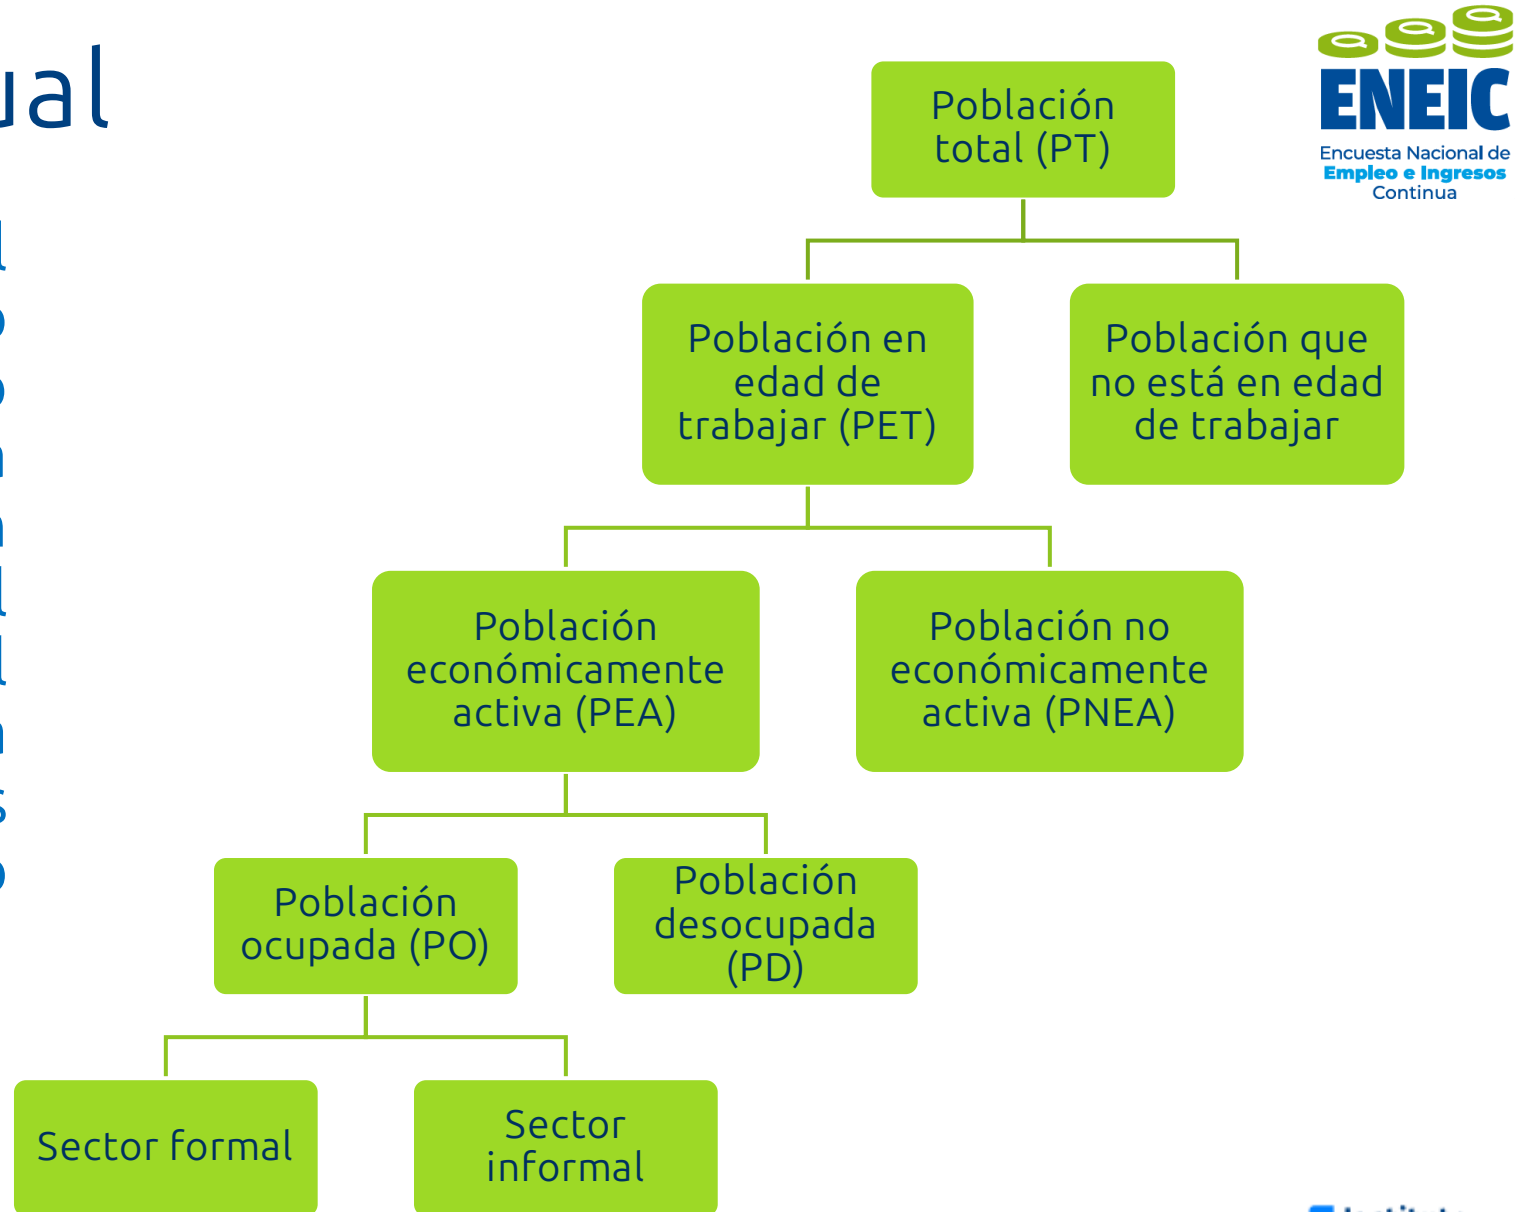 ual
Población
total (PT)
ENEIC
Encuesta Nacional de
Empleo e Ingresos
Continua
Población en
edad de
trabajar (PET)
Población que
no está en edad
de trabajar
Población
económicamente
activa (PEA)
Población no
económicamente
activa (PNEA)
Población
ocupada (PO)
Población
desocupada
(PD)
Sector formal
Sector
informal